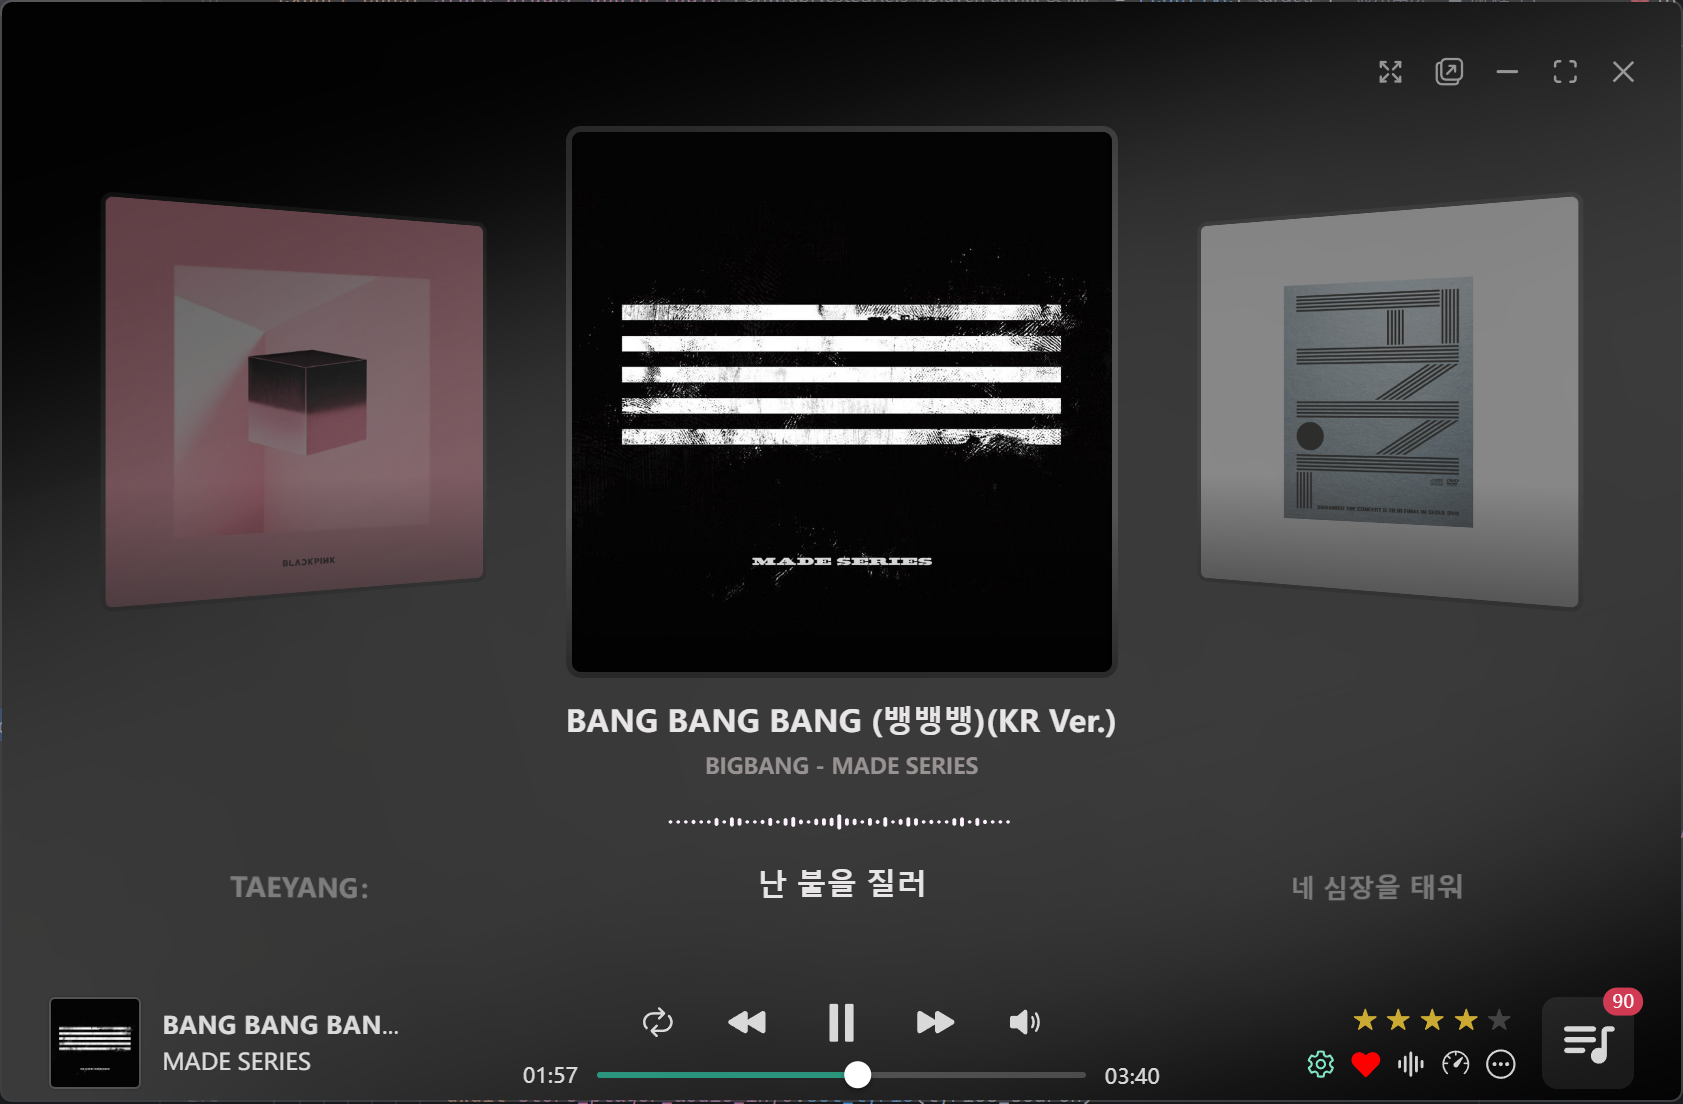 BLACKPINK
MADE SERIES
BANG BANG BANG (뱅뱅뱅)(KR Ver.)
BIGBANG - MADE SERIES
TAEYANG:
난 불을 질러
네 심장을 태워
BANG BANG BAN...
MADE SERIES
01:57
03:40
90